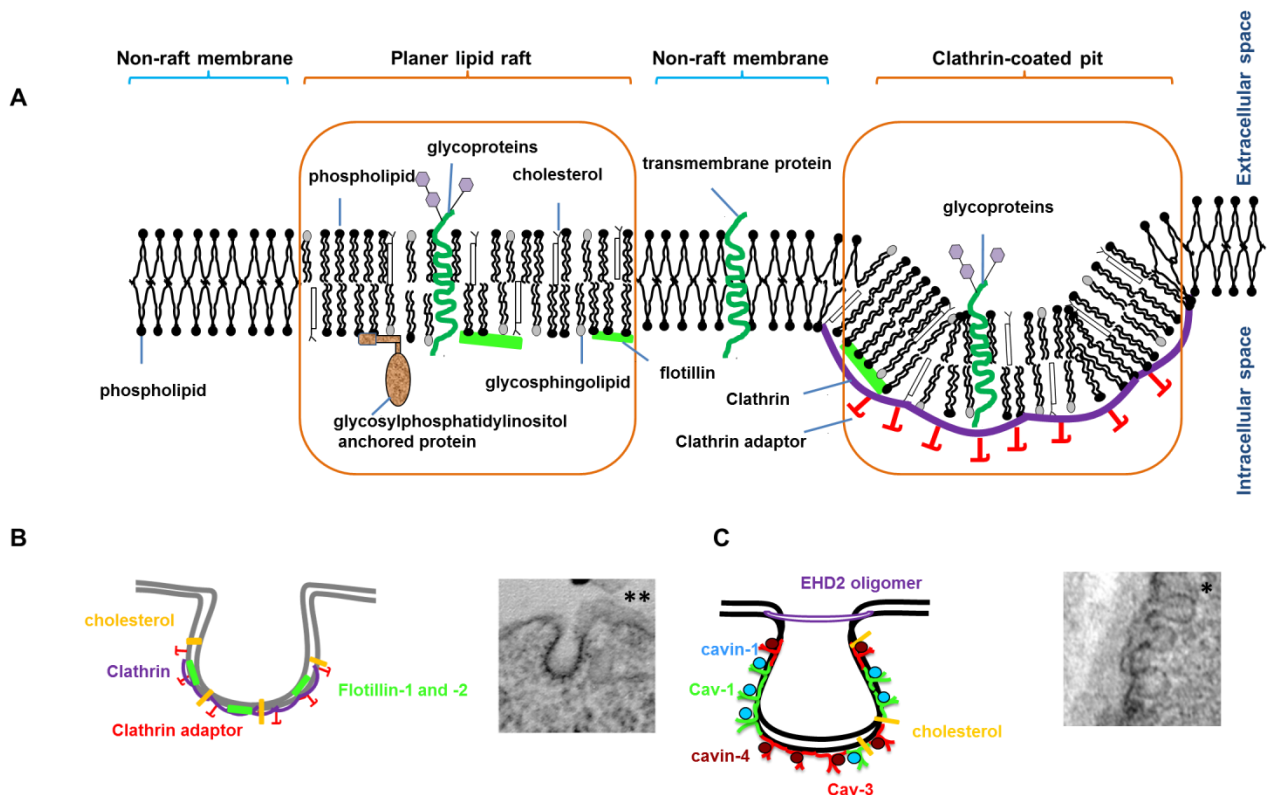 Non-raft membrane
Planer lipid raft
Non-raft membrane
Clathrin-coated pit
Extracellular space
A
glycoproteins
phospholipid
cholesterol
transmembrane protein
glycoproteins
phospholipid
glycosphingolipid
flotillin
glycosylphosphatidylinositol
anchored protein
Clathrin
Clathrin adaptor
Intracellular space
B
cholesterol
Clathrin
Flotillin-1 and -2
Clathrin adaptor
**
C
EHD2 oligomer
cavin-1
Cav-1
cholesterol
cavin-4
Cav-3
*